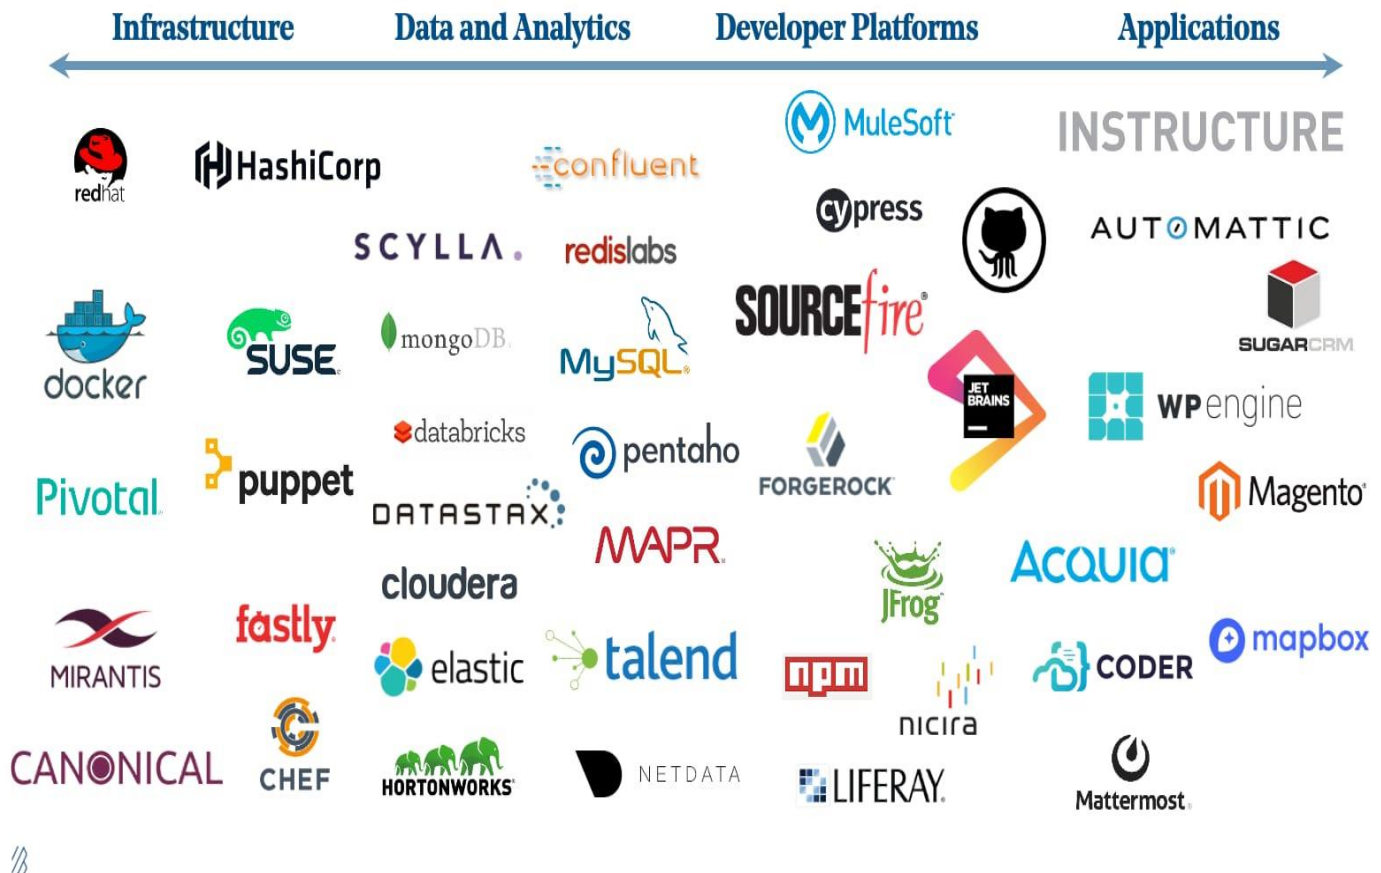 Infrastructure
Data and Analytics
Developer Platforms
Applications
redhat
HashiCorp
docker
SUSE
Pivotal
puppet
MIRANTIS
fastly
CANONICAL
CHEF
confluent
SCYLLA.
redislabs
mongoDB
MySQL
databricks
pentaho
DATASTAX
MAPR
cloudera
elastic
talend
HORTONWORKS
NETDATA
MuleSoft
cypress
SOURCEfire
JET
BRAINS
FORGEROCK
JFrog
npm
nicira
LIFERAY.
INSTRUCTURE
AUTOMATTIC
SUGARCRM
WPengine
Magento
ACQUIA
mapbox
CODER
Mattermost